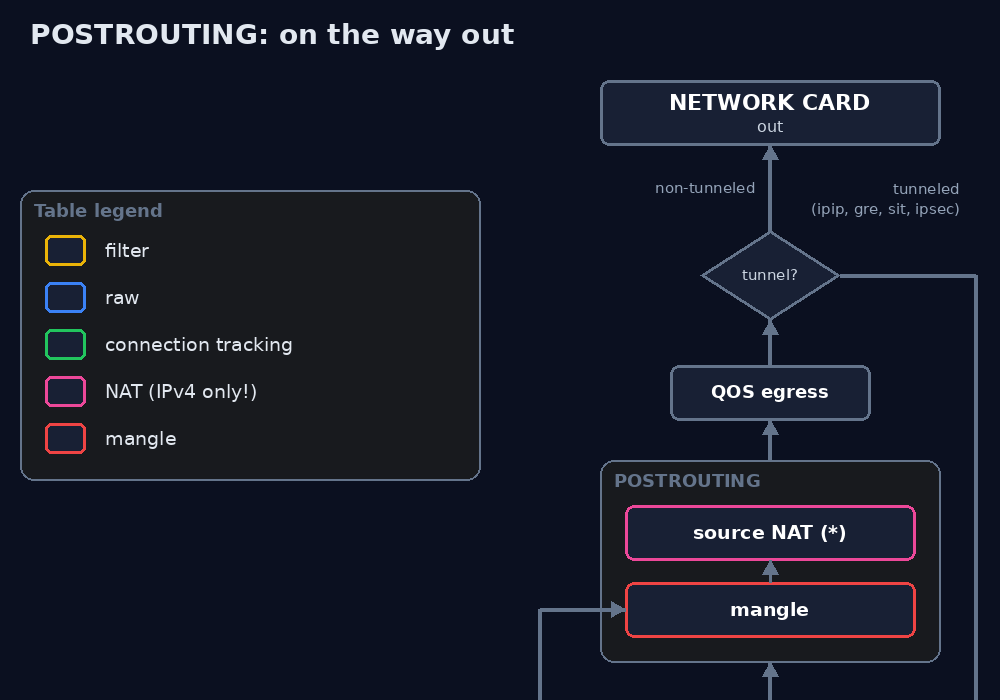 POSTROUTING: on the way out
NETWORK CARD
out
non-tunneled
tunneled
(ipip, gre, sit, ipsec)
tunnel?
QOS egress
POSTROUTING
source NAT (*)
mangle
Table legend
filter
raw
connection tracking
NAT (IPv4 only!)
mangle